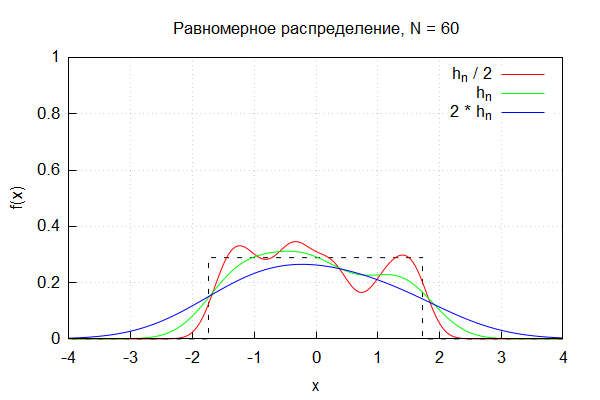 Равномерное распределение, N = 60
1
0.8
0.6
0.4
0.2
0
f(x)
hn / 2
hn
2 * hn
-4 -3 -2 -1 0 1 2 3 4
x